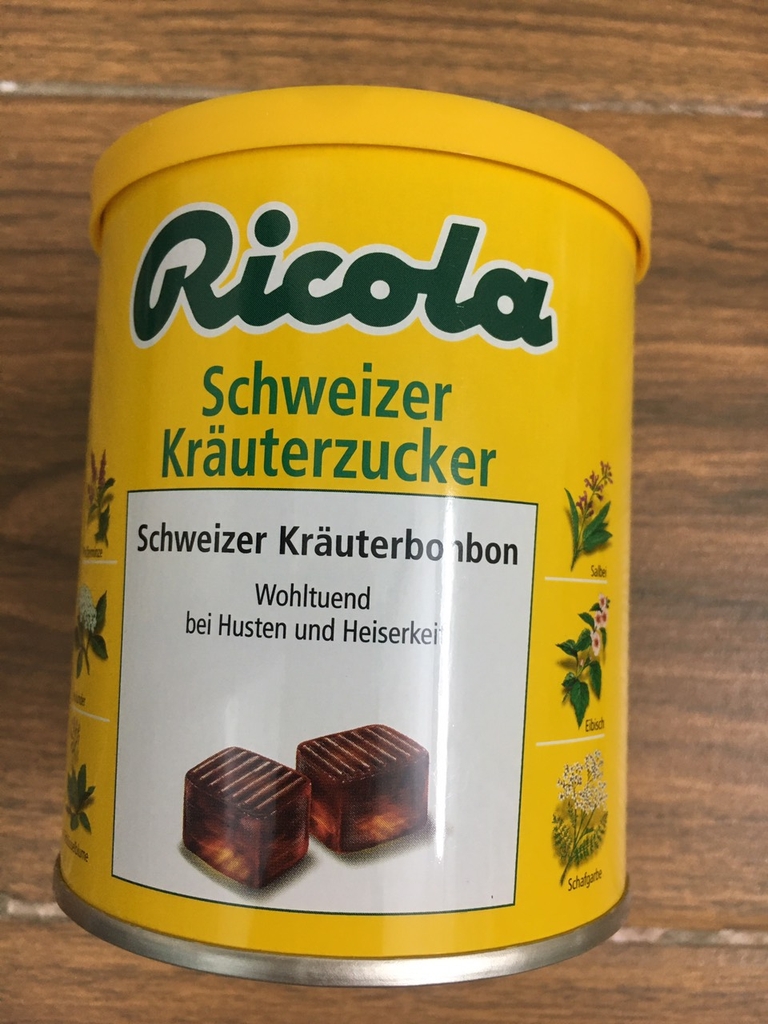 Ricola
Schweizer
Kräuterzucker
Schweizer Kräuterbonbon
Wohltuend
bei Husten und Heiserkeit
Salbei
Eibisch
Schafgarbe